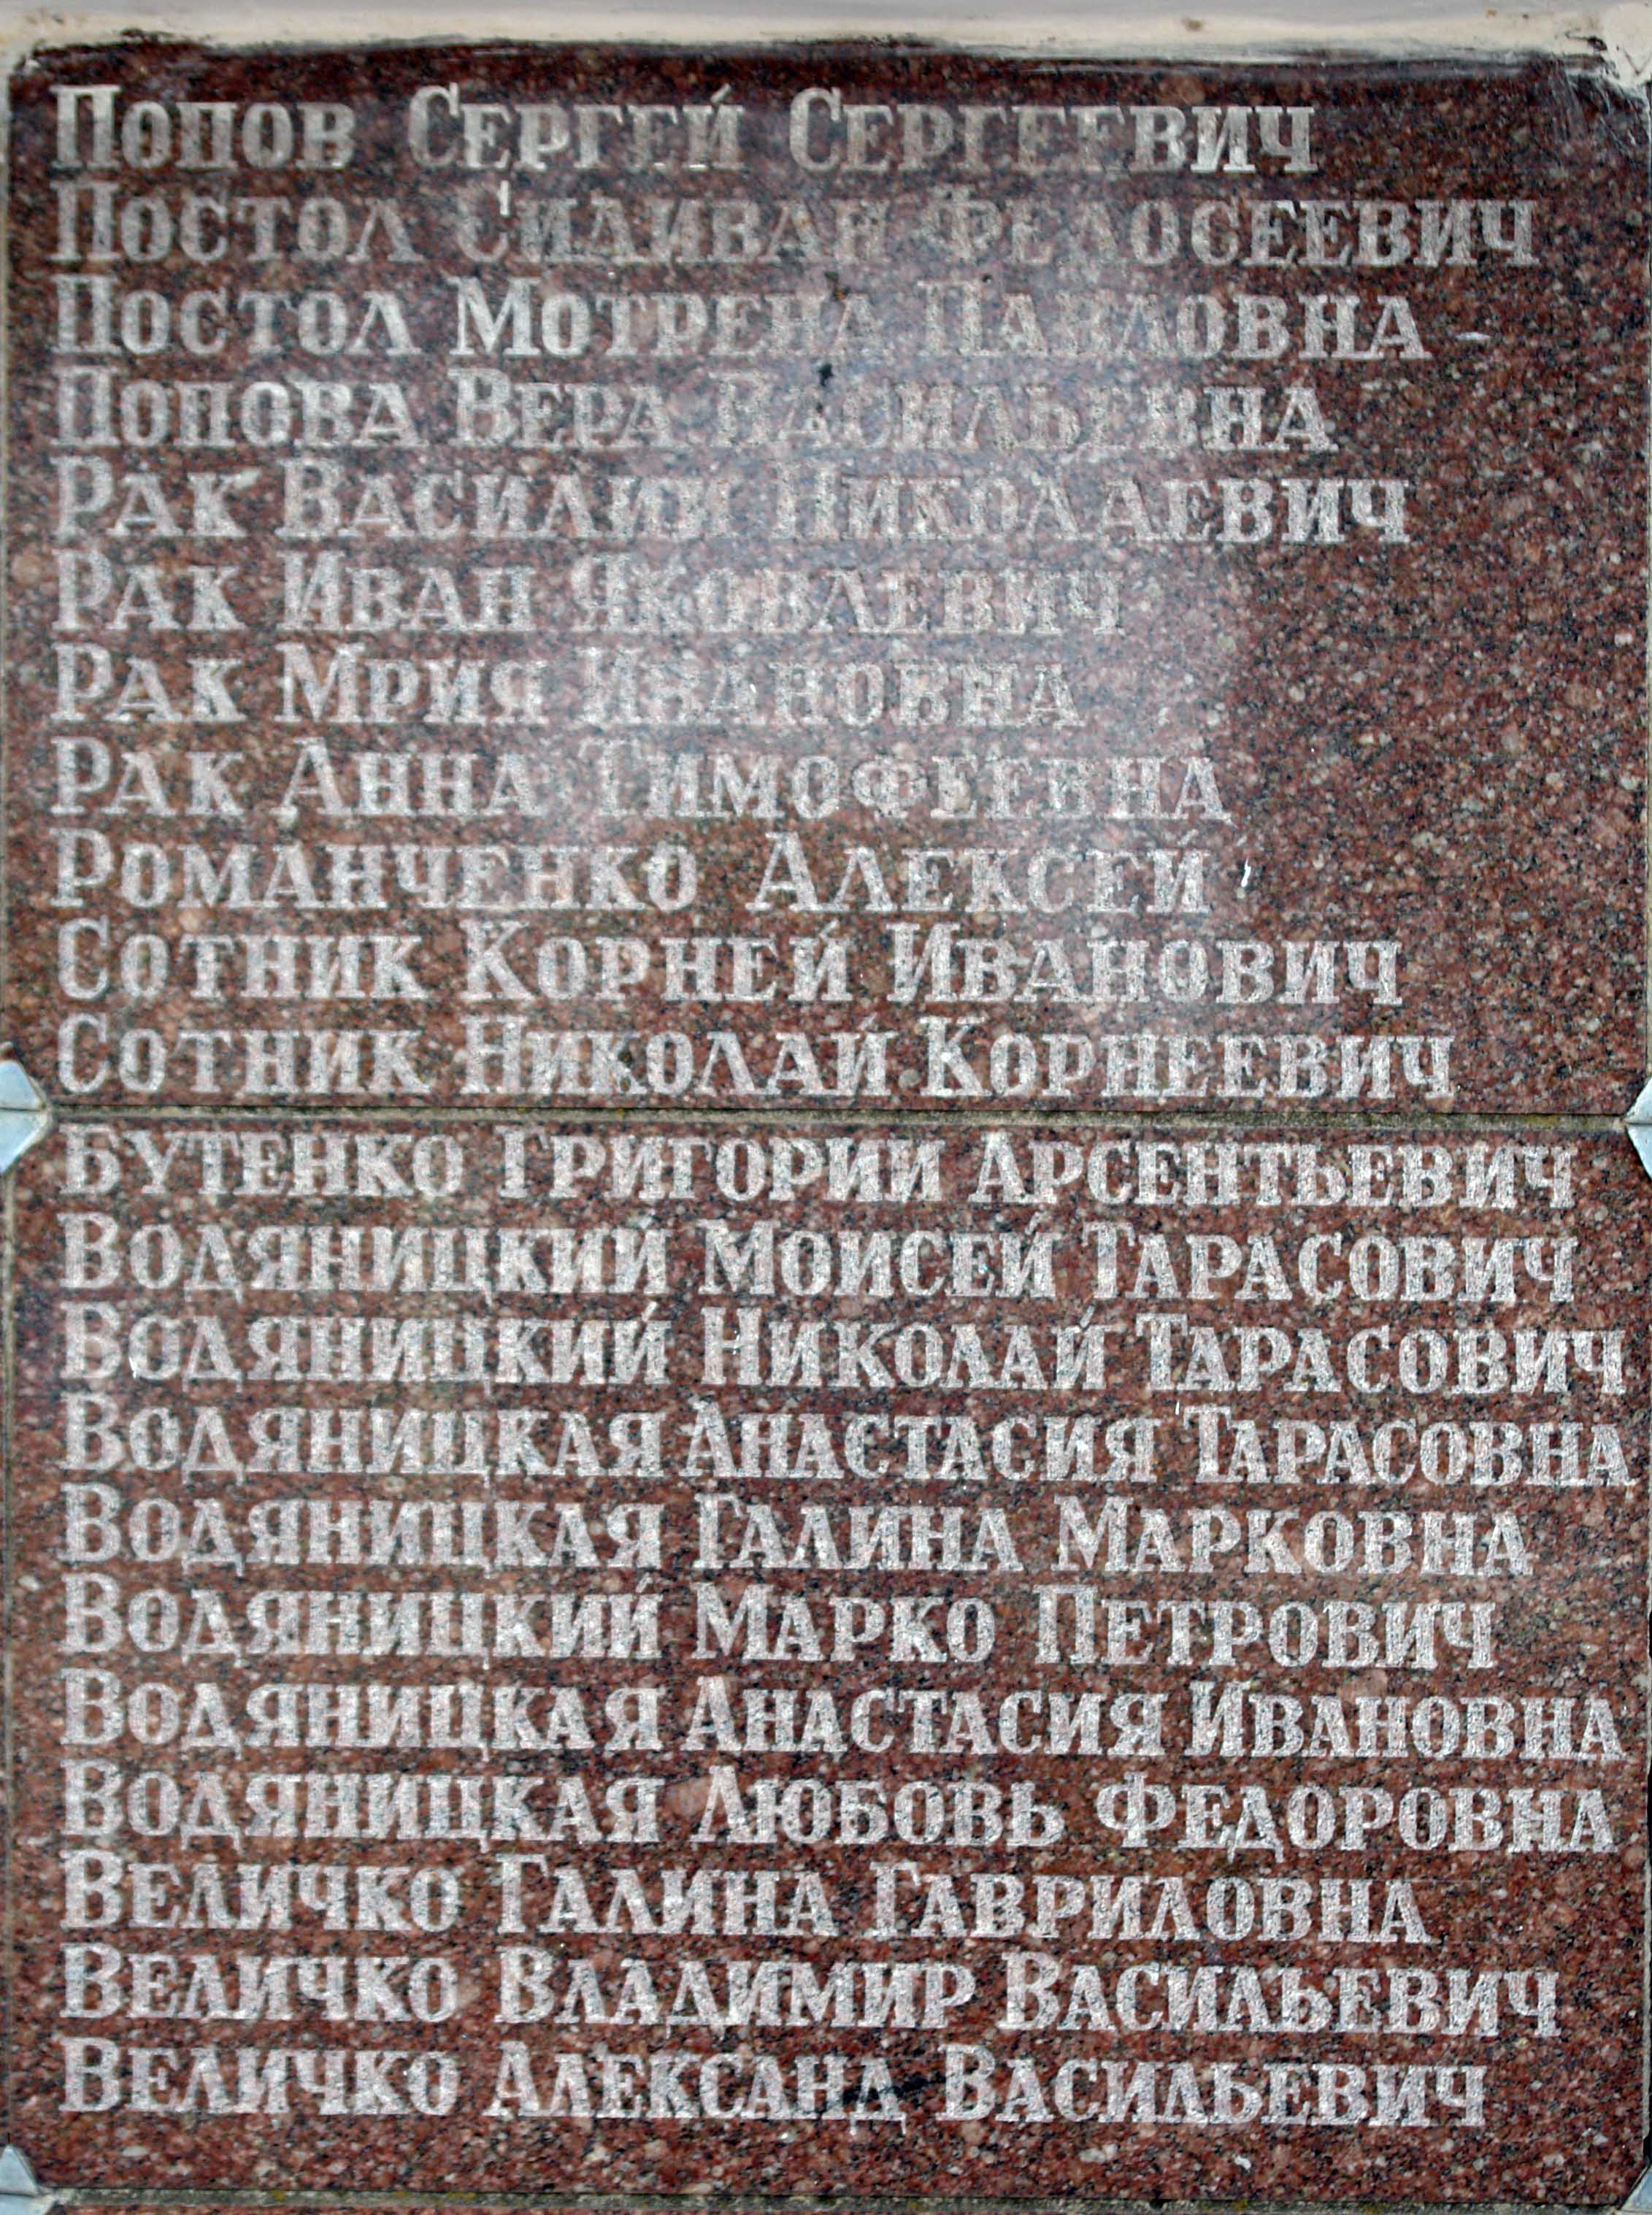 Попов Сергей Сергеевич
Постол Силиван Федосеевич
Постол Мотрена Павловна
Попова Вера Васильевна
Рак Василий Николаевич
Рак Иван Яковлевич
Рак Мрия Ивановна
Рак Анна Тимофеевна
Романченко Алексей
Сотник Корней Иванович
Сотник Николай Корнеевич
Бутенко Григории Арсентьевич
Водяницкий Моисей Тарасович
Водяницкий Николай Тарасович
Водяницкая Анастасия Тарасовна
Водяницкая Галина Марковна
Водяницкий Марко Петрович
Водяницкая Анастасия Ивановна
Водяницкая Любовь Федоровна
Величко Галина Гавриловна
Величко Владимир Васильевич
Величко Александ Васильевич